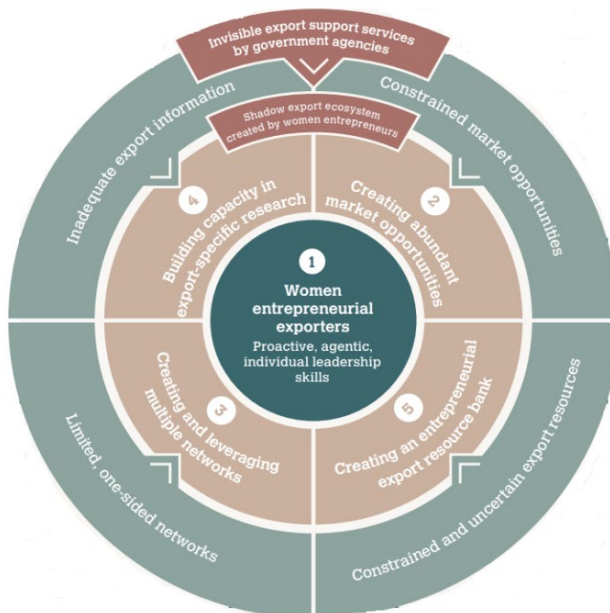 Invisible export support services
by government agencies
Shadow export ecosystem
created by women entrepreneurs
Inadequate export information
Constrained market opportunities
4
Building capacity in
export-specific research
2
Creating abundant
market opportunities
1
Women
entrepreneurial
exporters
Proactive, agentic,
individual leadership
skills
3
Creating and leveraging
multiple networks
5
Creating an entrepreneurial
export resource bank
Limited, one-sided networks
Constrained and uncertain export resources